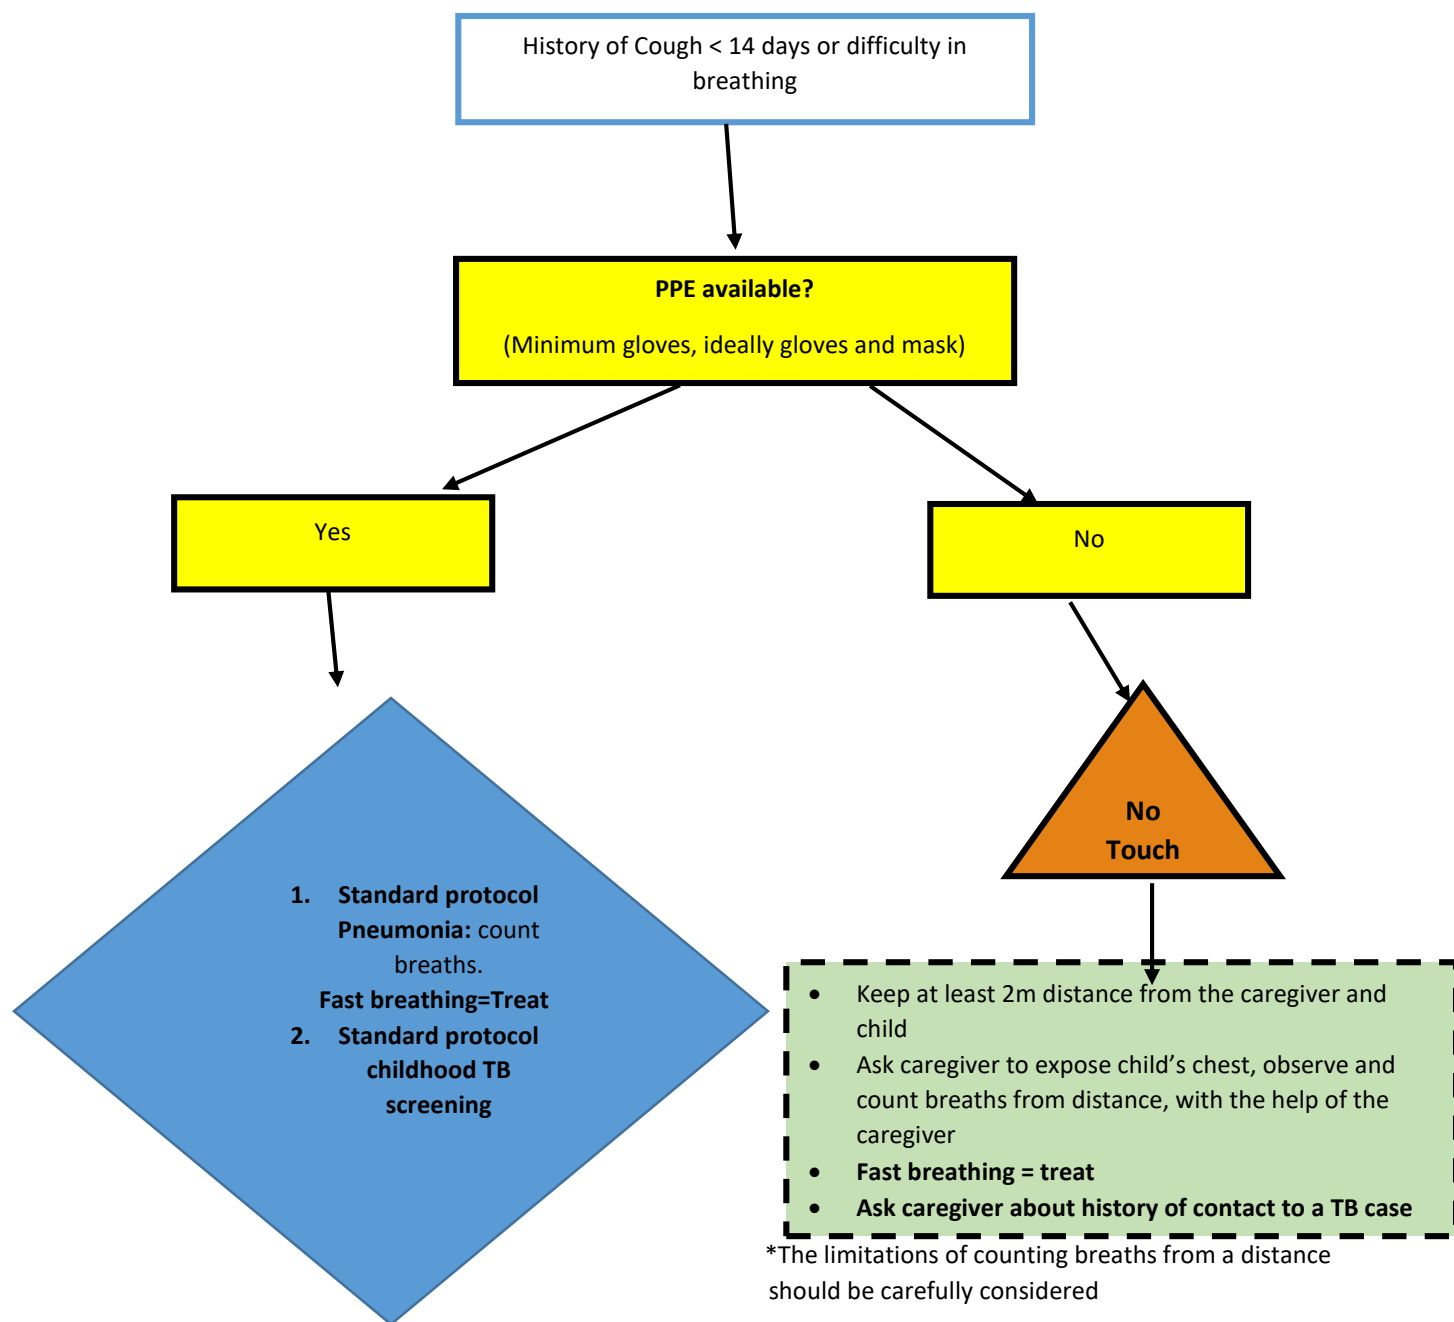 History of Cough < 14 days or difficulty in
breathing
PPE available?
(Minimum gloves, ideally gloves and mask)
Yes
No
No
Touch
1. Standard protocol
Pneumonia: count
breaths.
Fast breathing=Treat
2. Standard protocol
childhood TB
screening
• Keep at least 2m distance from the caregiver and
child
• Ask caregiver to expose child’s chest, observe and
count breaths from distance, with the help of the
caregiver
• Fast breathing = treat
• Ask caregiver about history of contact to a TB case
*The limitations of counting breaths from a distance
should be carefully considered